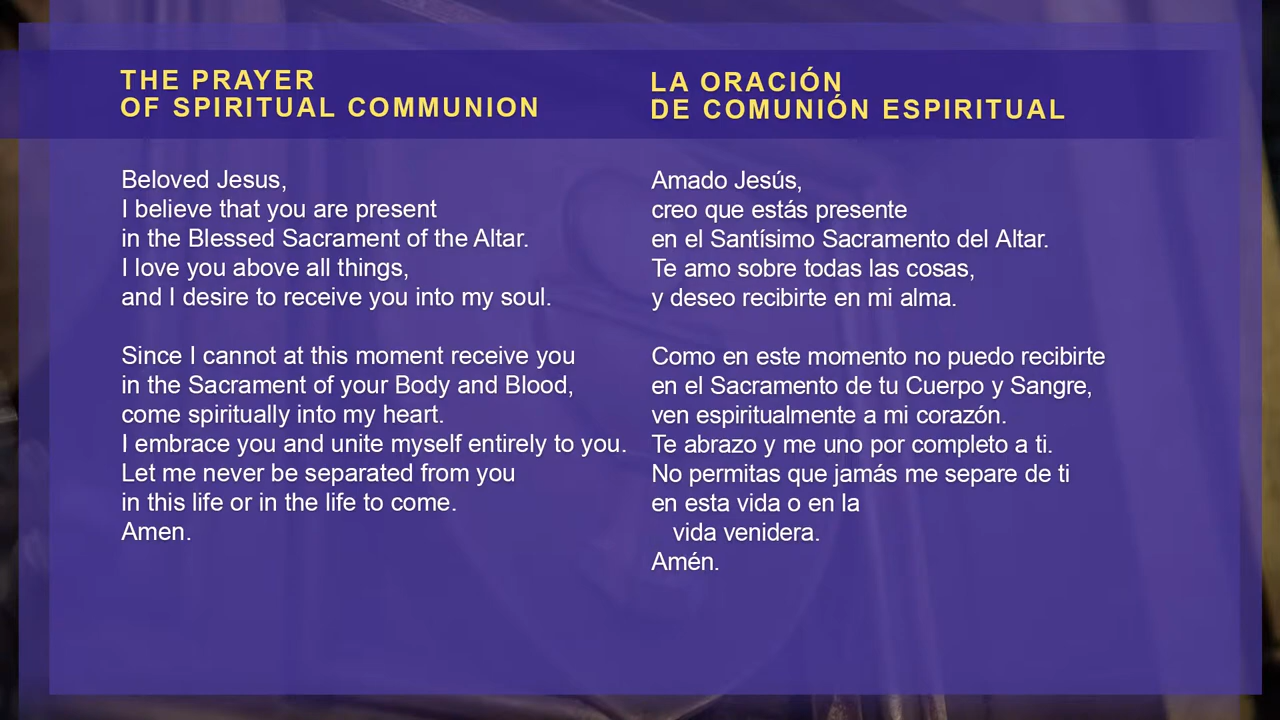 THE PRAYER
OF SPIRITUAL COMMUNION
Beloved Jesus,
I believe that you are present
in the Blessed Sacrament of the Altar.
I love you above all things,
and I desire to receive you into my soul.
Since I cannot at this moment receive you
in the Sacrament of your Body and Blood,
come spiritually into my heart.
I embrace you and unite myself entirely to you.
Let me never be separated from you
in this life or in the life to come.
Amen.
LA ORACIÓN
DE COMUNIÓN ESPIRITUAL
Amado Jesús,
creo que estás presente
en el Santísimo Sacramento del Altar.
Te amo sobre todas las cosas,
y deseo recibirte en mi alma.
Como en este momento no puedo recibirte
en el Sacramento de tu Cuerpo y Sangre,
ven espiritualmente a mi corazón.
Te abrazo y me uno por completo a ti.
No permitas que jamás me separe de ti
en esta vida o en la
vida venidera.
Amén.